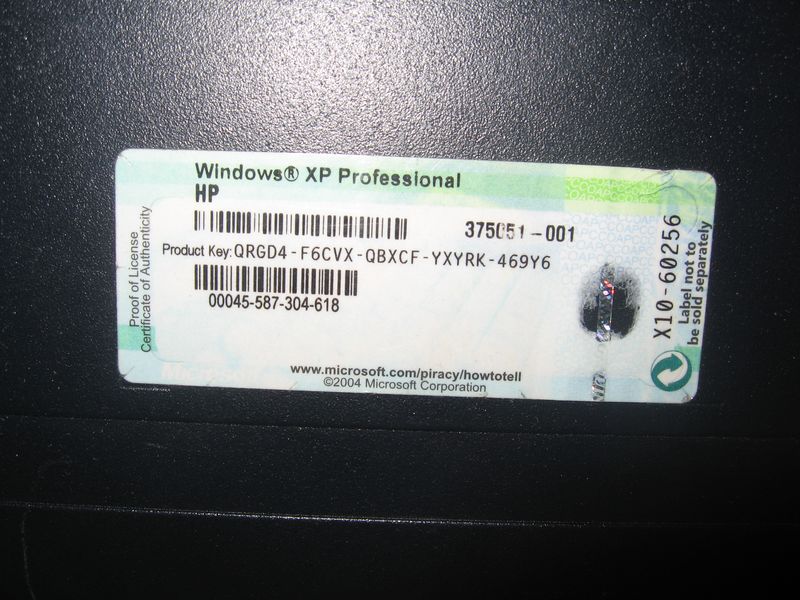 Windows® XP Professional
HP
375051-001
Product Key: QRGD4-F6CVX-QBXCF-YXYRK-469Y6
00045-587-304-618
www.microsoft.com/piracy/howtotell
©2004 Microsoft Corporation
Proof of License
Certificate of Authenticity
X10-60256
Label not to
be sold separately
Microsoft